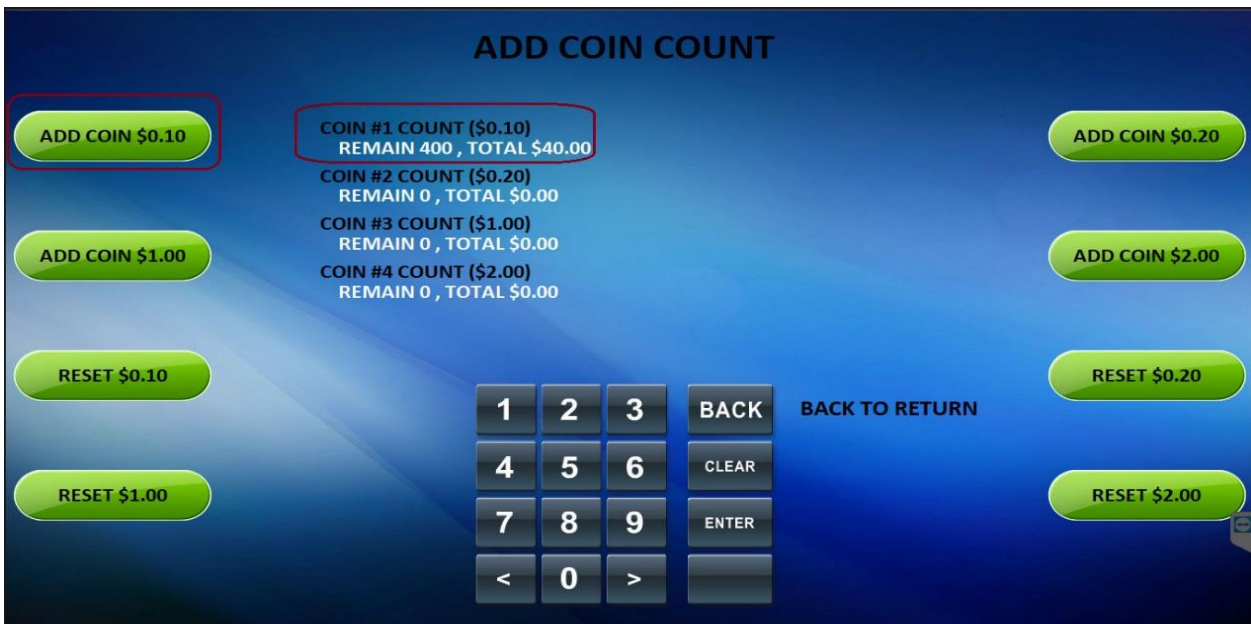 ADD COIN COUNT
ADD COIN $0.10
COIN #1 COUNT ($0.10)
REMAIN 400 , TOTAL $40.00
ADD COIN $0.20
COIN #2 COUNT ($0.20)
REMAIN 0 , TOTAL $0.00
COIN #3 COUNT ($1.00)
REMAIN 0 , TOTAL $0.00
ADD COIN $1.00
ADD COIN $2.00
COIN #4 COUNT ($2.00)
REMAIN 0 , TOTAL $0.00
RESET $0.10
RESET $0.20
1 2 3 BACK BACK TO RETURN
4 5 6 CLEAR
RESET $1.00
RESET $2.00
7 8 9 ENTER
< 0 >